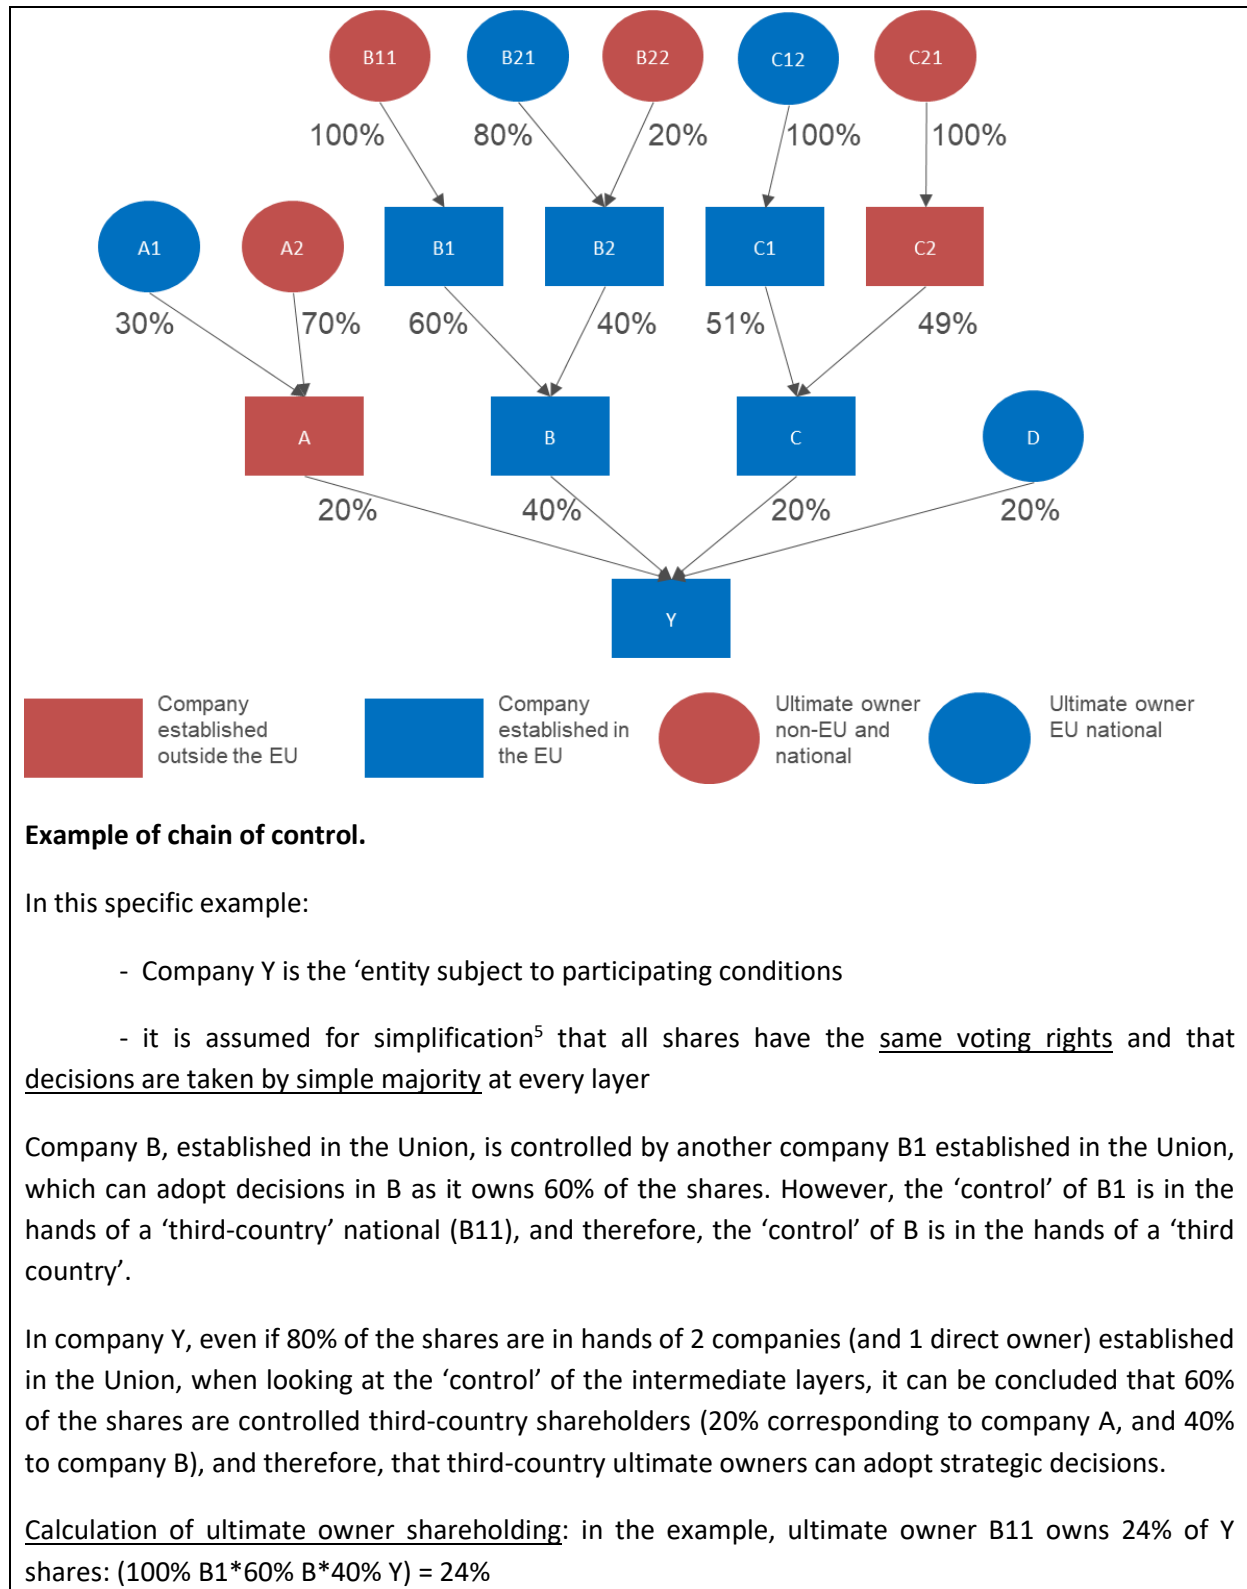 B11 B21 B22 C12 C21
100% 80% 20% 100% 100%
A1 A2 B1 B2 C1 C2
30% 70% 60% 40% 51% 49%
A B C D
20% 40% 20% 20%
Y
Company
established
outside the EU
Company
established in
the EU
Ultimate owner
non-EU and
national
Ultimate owner
EU national
Example of chain of control.
In this specific example:
- Company Y is the ‘entity subject to participating conditions
- it is assumed for simplification⁵ that all shares have the same voting rights and that
decisions are taken by simple majority at every layer
Company B, established in the Union, is controlled by another company B1 established in the Union,
which can adopt decisions in B as it owns 60% of the shares. However, the ‘control’ of B1 is in the
hands of a ‘third-country’ national (B11), and therefore, the ‘control’ of B is in the hands of a ‘third
country’.
In company Y, even if 80% of the shares are in hands of 2 companies (and 1 direct owner) established
in the Union, when looking at the ‘control’ of the intermediate layers, it can be concluded that 60%
of the shares are controlled third-country shareholders (20% corresponding to company A, and 40%
to company B), and therefore, that third-country ultimate owners can adopt strategic decisions.
Calculation of ultimate owner shareholding: in the example, ultimate owner B11 owns 24% of Y
shares: (100% B1*60% B*40% Y) = 24%